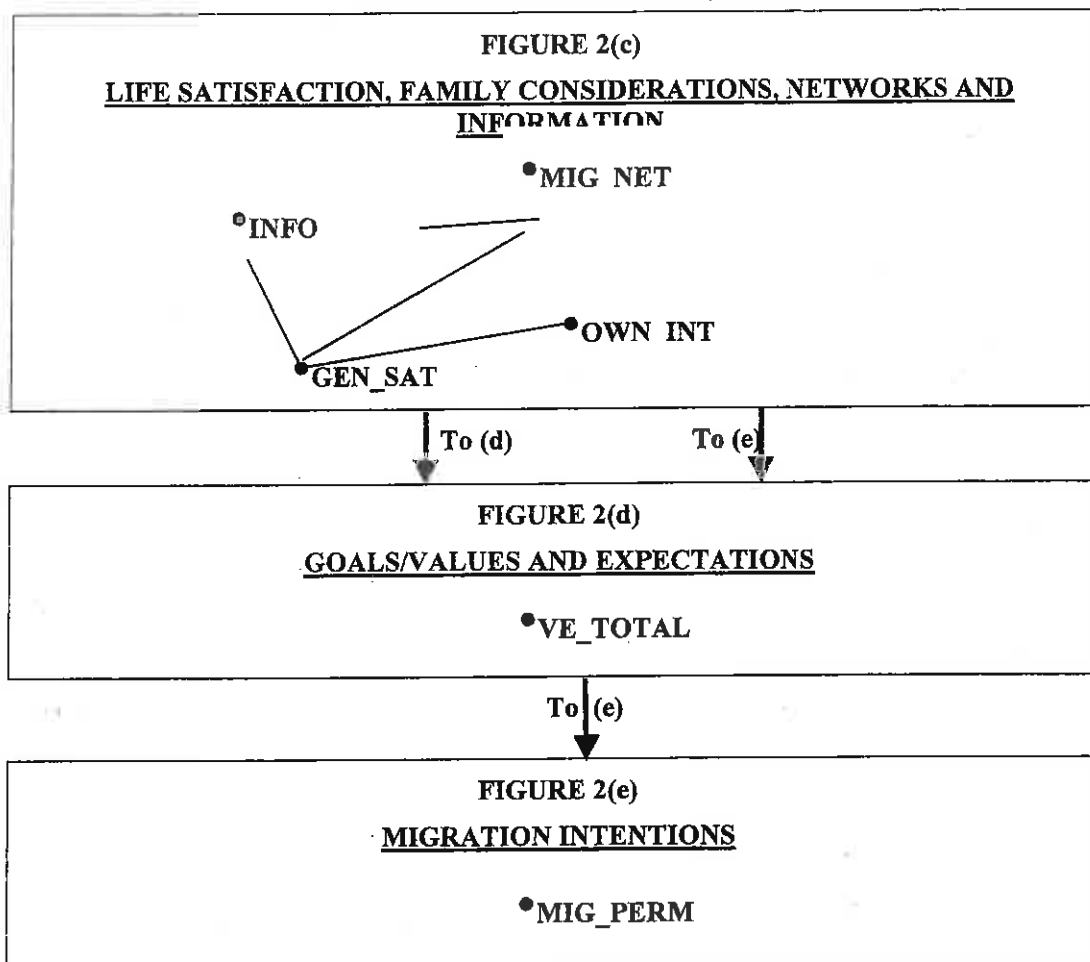 FIGURE 2(c)
LIFE SATISFACTION, FAMILY CONSIDERATIONS, NETWORKS AND
INFORMATION
MIG NET
INFO
OWN INT
GEN_SAT
To (d)
To (e)
FIGURE 2(d)
GOALS/VALUES AND EXPECTATIONS
VE_TOTAL
To (e)
FIGURE 2(e)
MIGRATION INTENTIONS
MIG_PERM